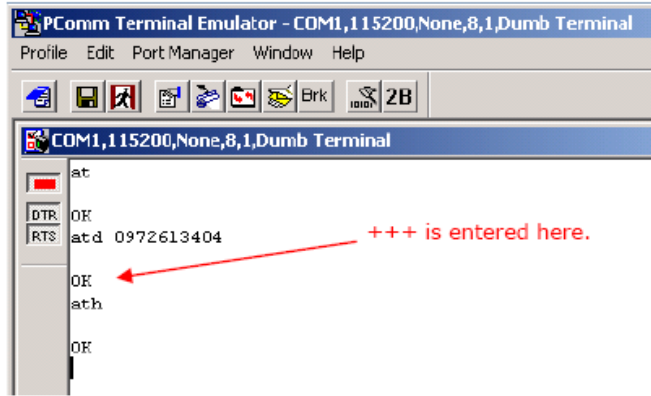 PComm Terminal Emulator - COM1,115200,None,8,1,Dumb Terminal
Profile Edit Port Manager Window Help
Brk 2B
COM1,115200,None,8,1,Dumb Terminal
at
DTR OK
RTS atd 0972613404
+++ is entered here.
OK
ath
OK